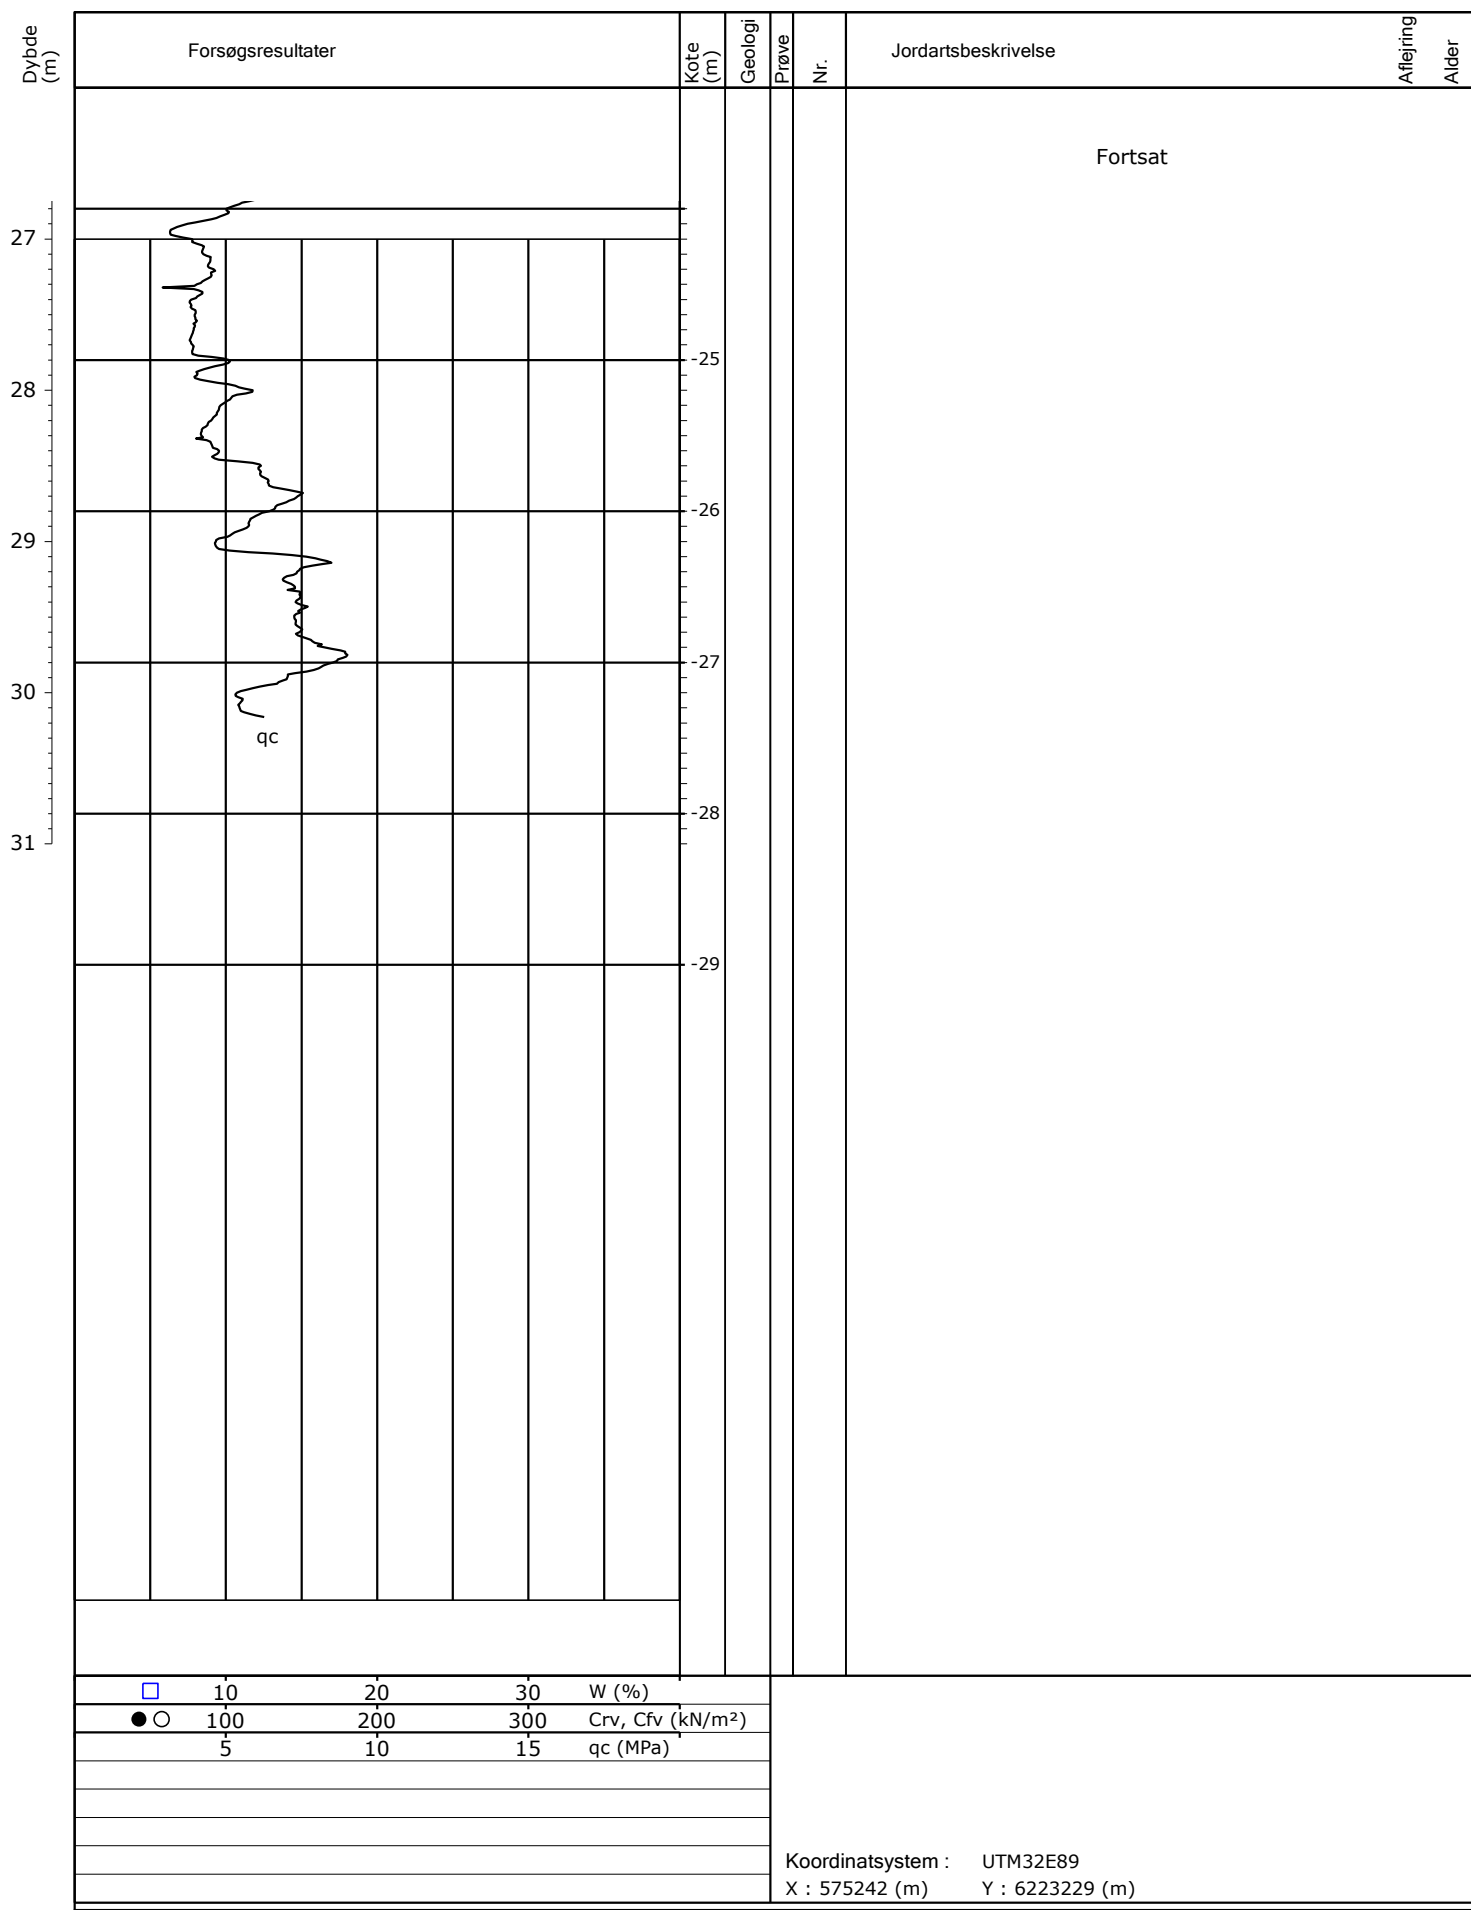 Dybde (m)
Forsøgsresultater
Kote (m)
Geologi
Prøve
Nr.
Jordartsbeskrivelse
Aflejring
Alder
Fortsat
27
-25
28
-26
29
-27
30
qc
-28
31
-29
10 20 30 W (%)
100 200 300 Crv, Cfv (kN/m²)
5 10 15 qc (MPa)
Koordinatsystem : UTM32E89
X : 575242 (m) Y : 6223229 (m)